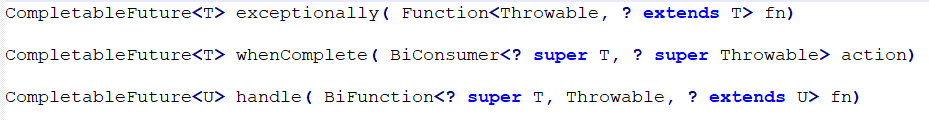 CompletableFuture<T> exceptionally( Function<Throwable, ? extends T> fn)
CompletableFuture<T> whenComplete( BiConsumer<? super T, ? super Throwable> action)
CompletableFuture<U> handle( BiFunction<? super T, Throwable, ? extends U> fn)